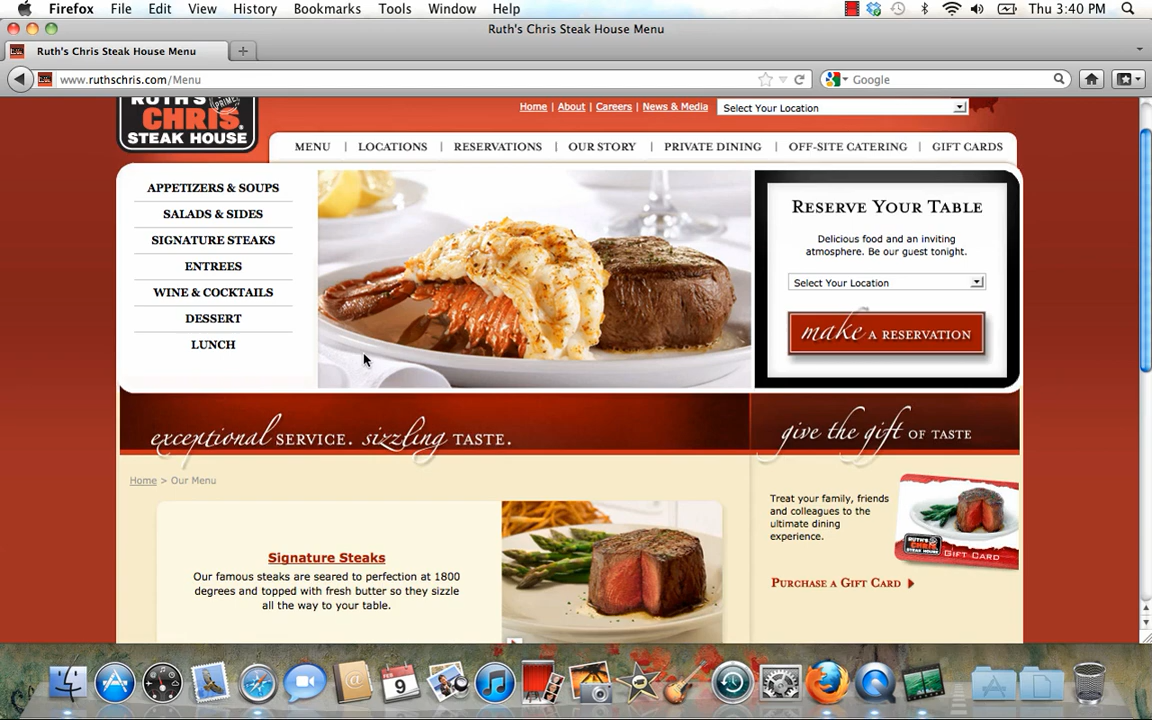 Firefox File Edit View History Bookmarks Tools Window Help Thu 3:40 PM
Ruth's Chris Steak House Menu
Ruth's Chris Steak House Menu
www.ruthschris.com/Menu Google
RUTH'S PRIME
CHRIS
STEAK HOUSE
Home | About | Careers | News & Media Select Your Location
MENU | LOCATIONS | RESERVATIONS | OUR STORY | PRIVATE DINING | OFF-SITE CATERING | GIFT CARDS
APPETIZERS & SOUPS
SALADS & SIDES
SIGNATURE STEAKS
ENTREES
WINE & COCKTAILS
DESSERT
LUNCH
RESERVE YOUR TABLE
Delicious food and an inviting
atmosphere. Be our guest tonight.
Select Your Location
make A RESERVATION
exceptional SERVICE. sizzling TASTE.
give the gift OF TASTE
Home > Our Menu
Signature Steaks
Our famous steaks are seared to perfection at 1800
degrees and topped with fresh butter so they sizzle
all the way to your table.
Treat your family, friends
and colleagues to the
ultimate dining
experience.
RUTH'S
CHRIS
STEAK HOUSE
GIFT CARD
PURCHASE A GIFT CARD
FEB
9